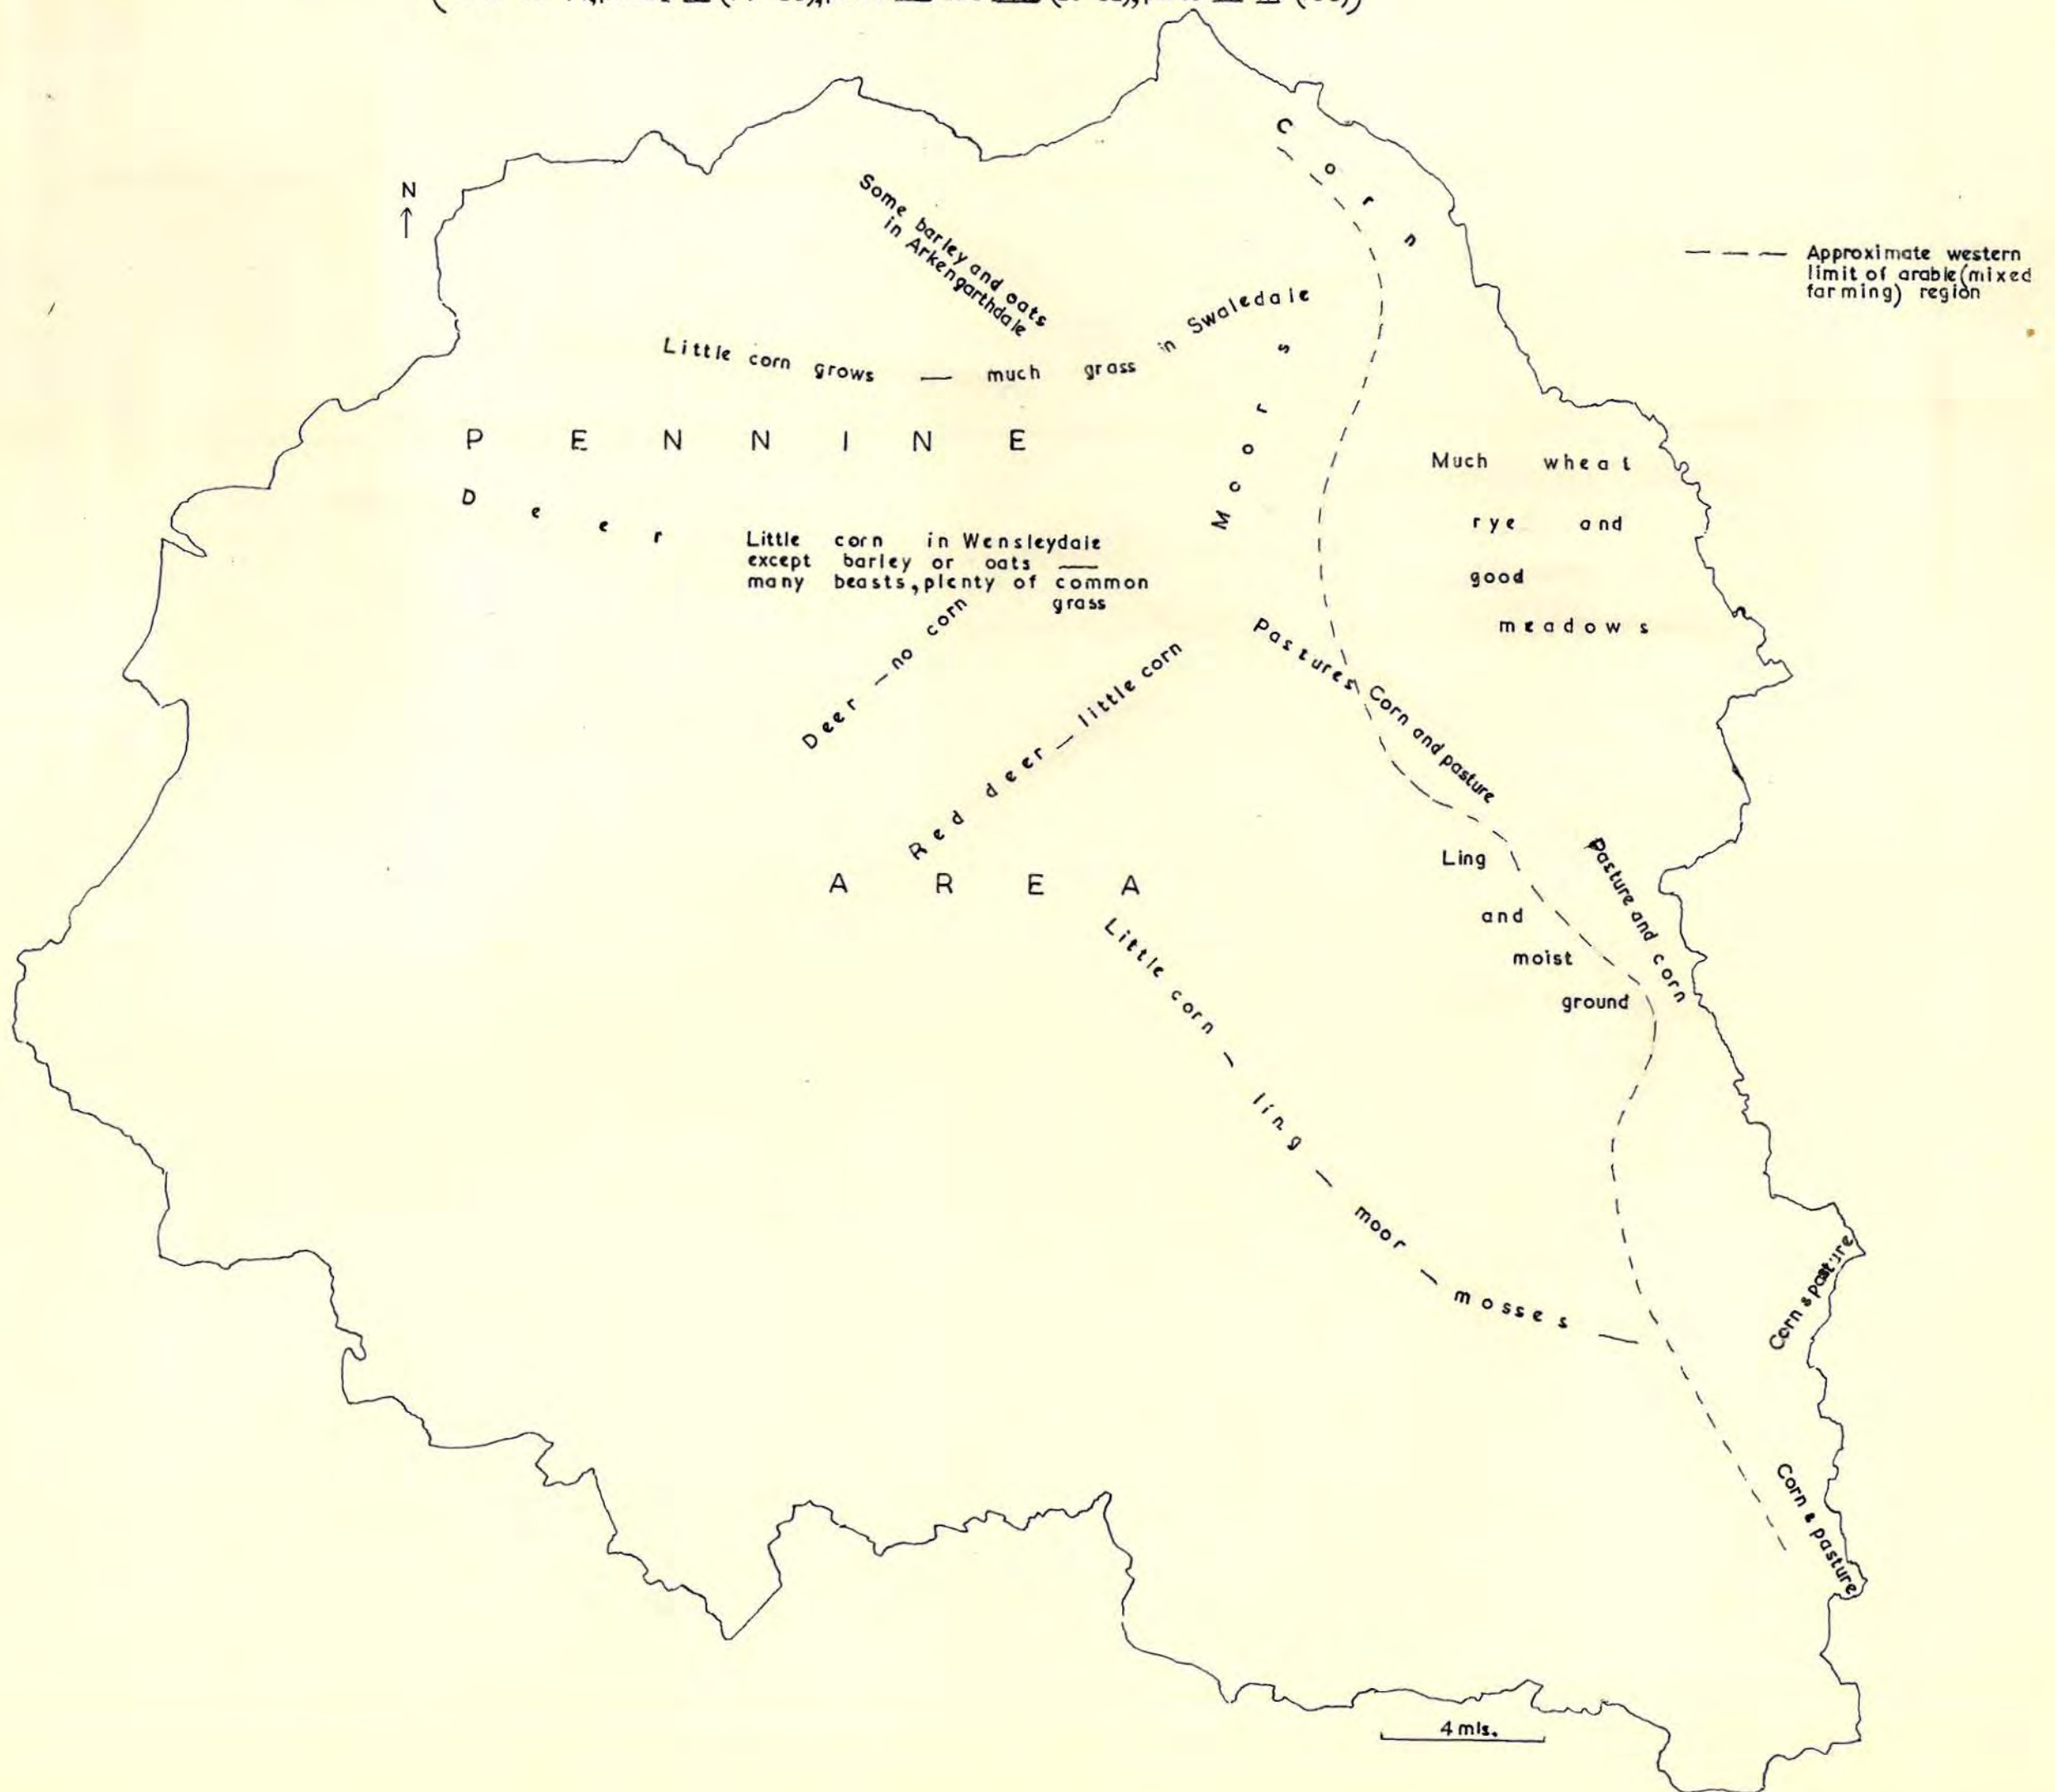 N
↑
Corn
— — — Approximate western
limit of arable (mixed
farming) region
Some barley and oats
in Arkengarthdale
Little corn grows — much grass in Swaledale
Moors
PENNINE
Deer
Much wheat
rye and
good
meadows
Little corn in Wensleydale
except barley or oats —
many beasts, plenty of common
grass
Deer — no corn
Red deer — little corn
Pastures
Corn and pasture
AREA
Ling
and
moist
ground
Pasture and corn
Little corn — ling — moor — mosses —
Corn & pasture
Corn & pasture
4 mls.